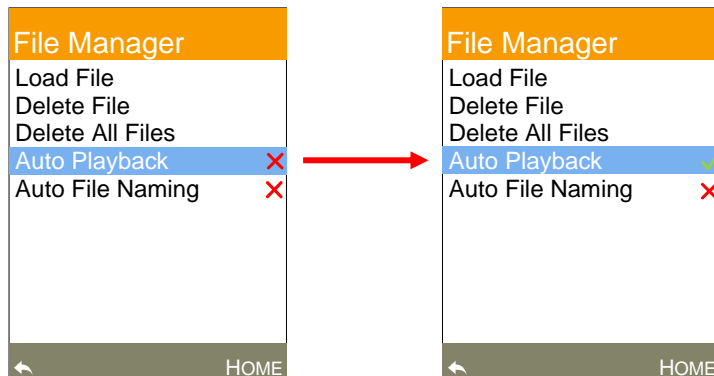 File Manager
Load File
Delete File
Delete All Files
Auto Playback
Auto File Naming
HOME
File Manager
Load File
Delete File
Delete All Files
Auto Playback
Auto File Naming
HOME